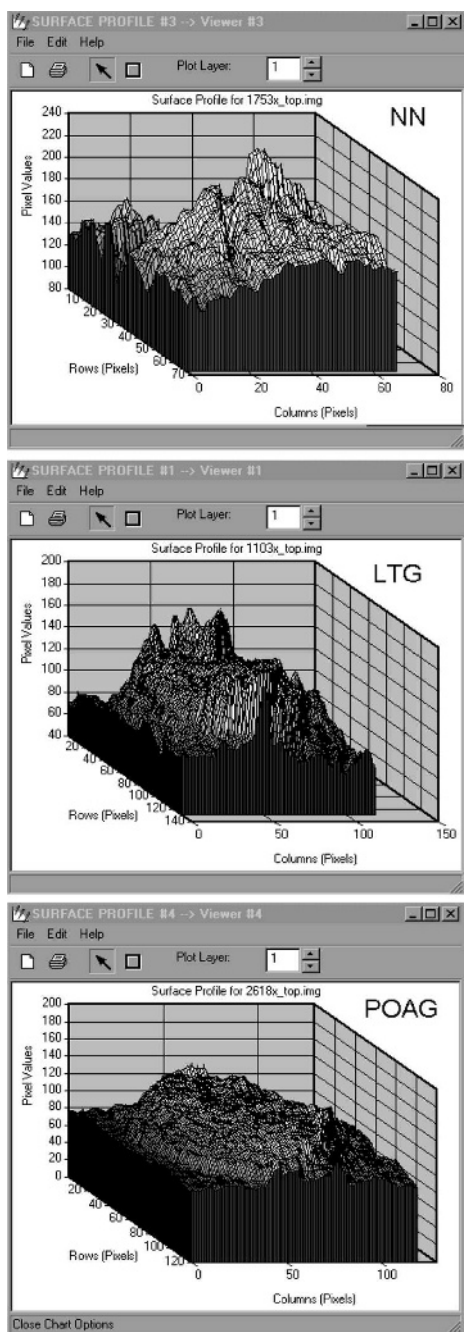 SURFACE PROFILE #3 --> Viewer #3
File Edit Help
Plot Layer: 1
Surface Profile for 1753x_top.img
NN
Pixel Values
240
220
200
180
160
140
120
100
80
10
20
30
40
50
60
70
Rows (Pixels)
0 20 40 60 80
Columns (Pixels)
SURFACE PROFILE #1 --> Viewer #1
File Edit Help
Plot Layer: 1
Surface Profile for 1103x_top.img
LTG
Pixel Values
200
180
160
140
120
100
80
60
40
20
40
60
80
100
120
140
Rows (Pixels)
0 50 100 150
Columns (Pixels)
SURFACE PROFILE #4 --> Viewer #4
File Edit Help
Plot Layer: 1
Surface Profile for 2618x_top.img
POAG
Pixel Values
200
180
160
140
120
100
80
60
40
20
0
20
40
60
80
100
120
Rows (Pixels)
0 50 100
Columns (Pixels)
Close Chart Options